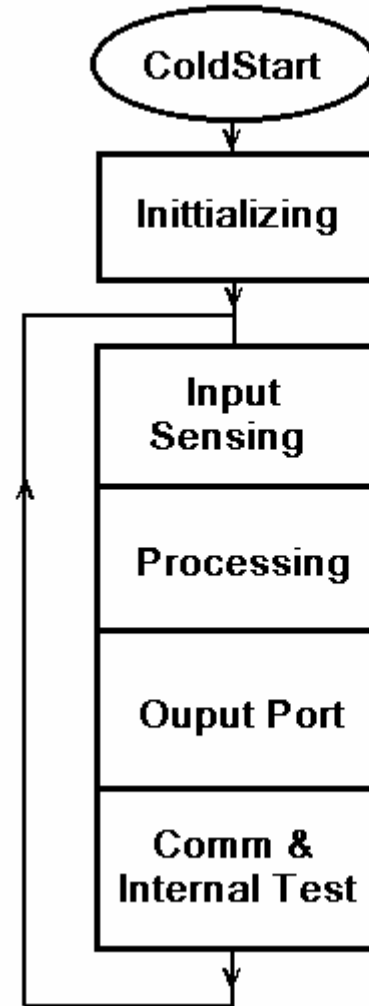 ColdStart
Inittializing
Input
Sensing
Processing
Ouput Port
Comm &
Internal Test